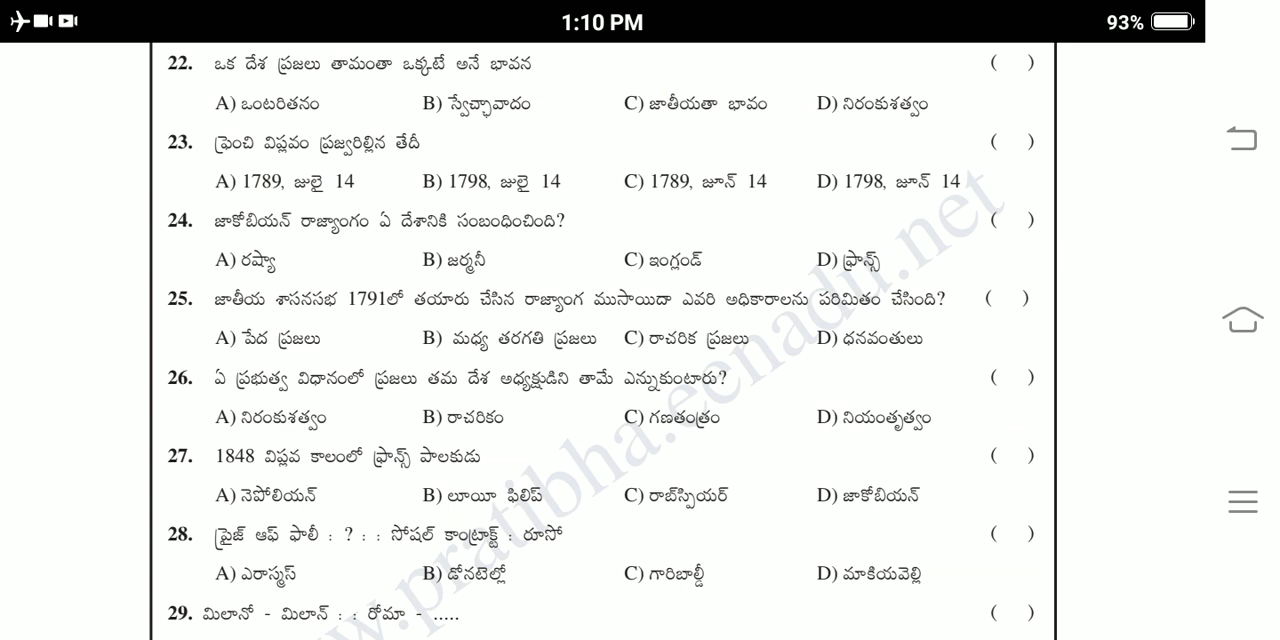 1:10 PM
93%
22. ఒక దేశ ప్రజలు తామంతా ఒక్కటే అనే భావన ( )
A) ఒంటరితనం B) స్వేచ్ఛావాదం C) జాతీయతా భావం D) నిరంకుశత్వం
23. ఫ్రెంచి విప్లవం ప్రజ్వరిల్లిన తేదీ ( )
A) 1789, జులై 14 B) 1798, జులై 14 C) 1789, జూన్ 14 D) 1798, జూన్ 14
24. జాకోబియన్ రాజ్యాంగం ఏ దేశానికి సంబంధించింది? ( )
A) రష్యా B) జర్మనీ C) ఇంగ్లండ్ D) ఫ్రాన్స్
25. జాతీయ శాసనసభ 1791లో తయారు చేసిన రాజ్యాంగ ముసాయిదా ఎవరి అధికారాలను పరిమితం చేసింది? ( )
A) పేద ప్రజలు B) మధ్య తరగతి ప్రజలు C) రాచరిక ప్రజలు D) ధనవంతులు
26. ఏ ప్రభుత్వ విధానంలో ప్రజలు తమ దేశ అధ్యక్షుడిని తామే ఎన్నుకుంటారు? ( )
A) నిరంకుశత్వం B) రాచరికం C) గణతంత్రం D) నియంతృత్వం
27. 1848 విప్లవ కాలంలో ఫ్రాన్స్ పాలకుడు ( )
A) నెపోలియన్ B) లూయీ ఫిలిప్ C) రాబ్‌స్పియర్ D) జాకోబియన్
28. ప్రైజ్ ఆఫ్ ఫాలీ : ? : : సోషల్ కాంట్రాక్ట్ : రూసో ( )
A) ఎరాస్మస్ B) డోనటెల్లో C) గారిబాల్డీ D) మాకియవెల్లి
29. మిలానో - మిలాన్ : : రోమా - ..... ( )
www.pratibha.eenadu.net